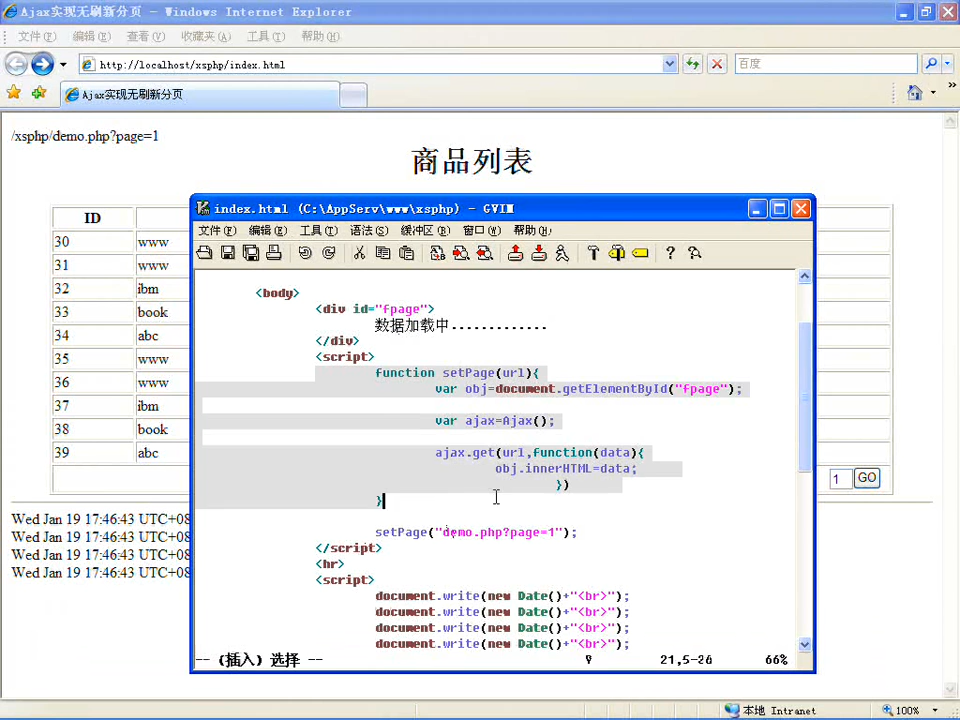 Ajax实现无刷新分页 - Windows Internet Explorer
文件(F) 编辑(E) 查看(V) 收藏夹(A) 工具(T) 帮助(H)
http://localhost/xsphp/index.html
百度
Ajax实现无刷新分页
/xsphp/demo.php?page=1
商品列表
ID
30 www
31 www
32 ibm
33 book
34 abc
35 www
36 www
37 ibm
38 book
39 abc
1 GO
Wed Jan 19 17:46:43 UTC+08
Wed Jan 19 17:46:43 UTC+08
Wed Jan 19 17:46:43 UTC+08
Wed Jan 19 17:46:43 UTC+08
index.html (C:\AppServ\www\xsphp) - GVIM
文件(F) 编辑(E) 工具(T) 语法(S) 缓冲区(B) 窗口(W) 帮助(H)
<body>
<div id="fpage">
数据加载中.............
</div>
<script>
function setPage(url){
var obj=document.getElementById("fpage");
var ajax=Ajax();
ajax.get(url,function(data){
obj.innerHTML=data;
})
}
setPage("demo.php?page=1");
</script>
<hr>
<script>
document.write(new Date()+"<br>");
document.write(new Date()+"<br>");
document.write(new Date()+"<br>");
document.write(new Date()+"<br>");
-- (插入) 选择 -- 21,5-26 66%
本地 Intranet 100%